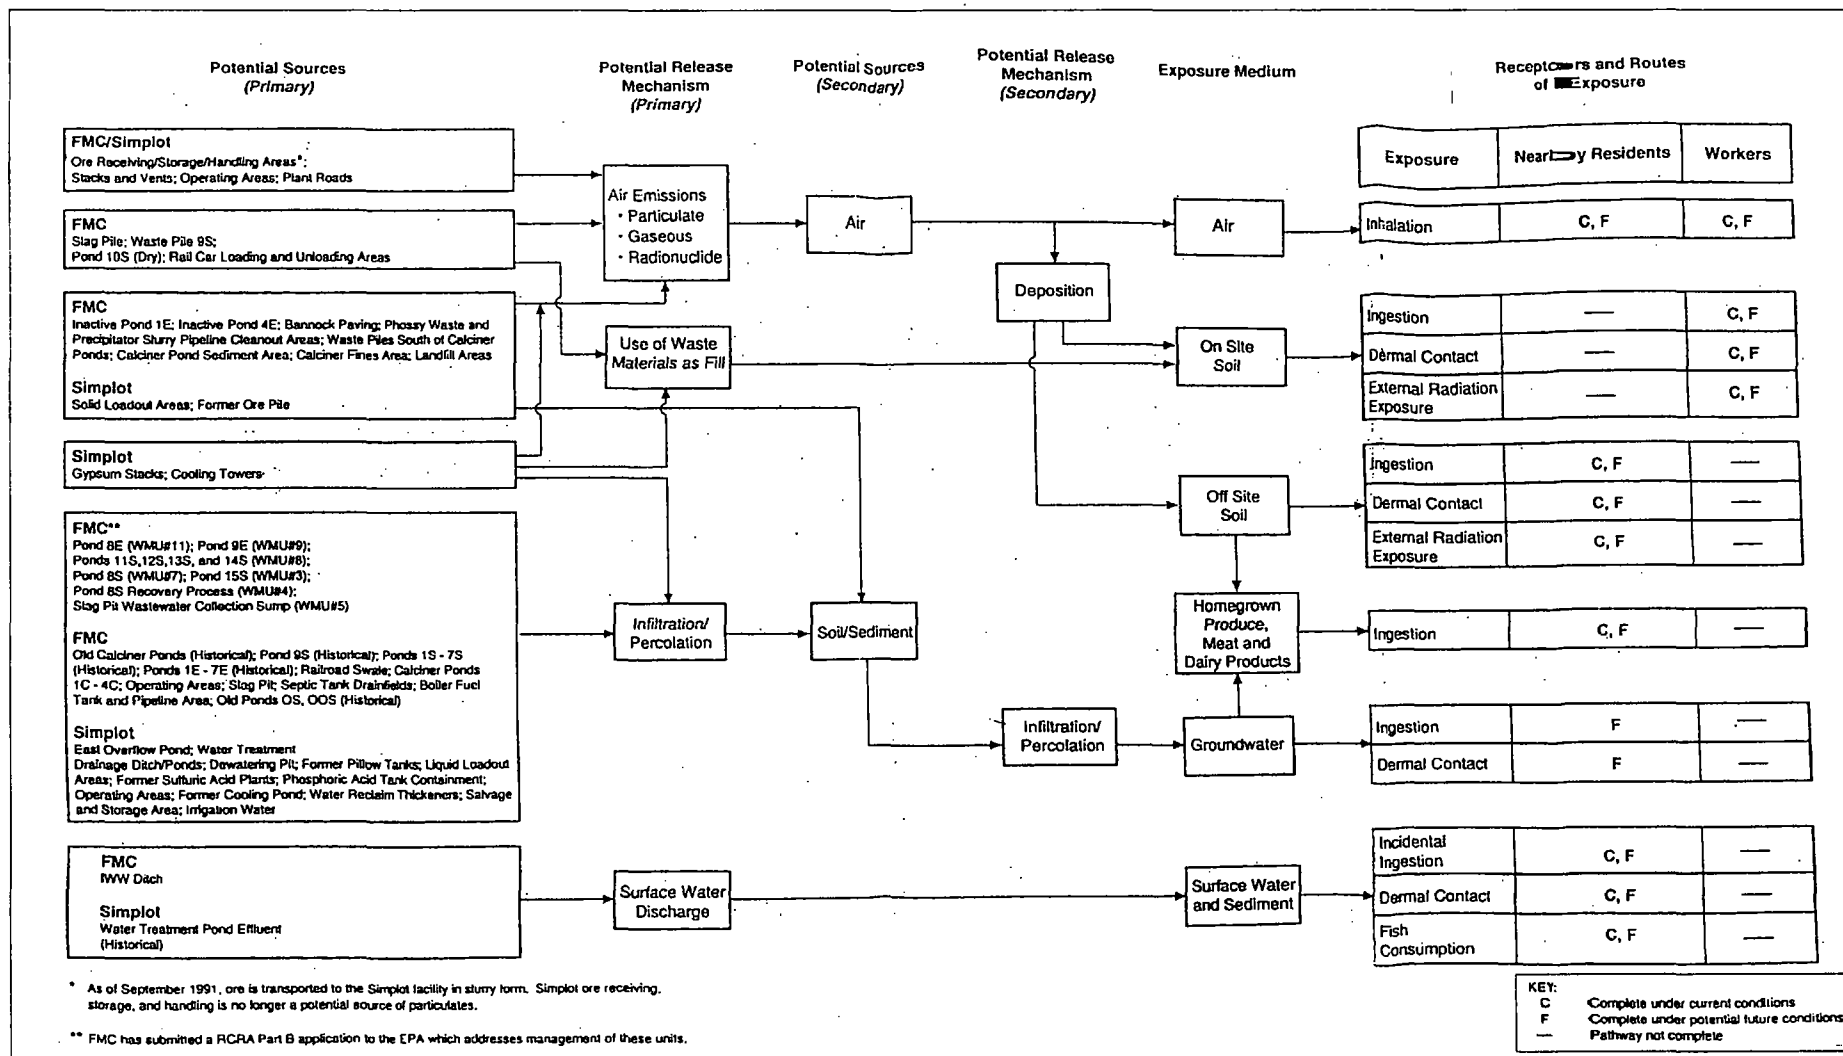 Potential Sources
(Primary)
Potential Release
Mechanism
(Primary)
Potential Sources
(Secondary)
Potential Release
Mechanism
(Secondary)
Exposure Medium
Receptors and Routes
of Exposure
FMC/Simplot
Ore Receiving/Storage/Handling Areas*;
Stacks and Vents; Operating Areas; Plant Roads
FMC
Slag Pile; Waste Pile 9S;
Pond 10S (Dry); Rail Car Loading and Unloading Areas
FMC
Inactive Pond 1E; Inactive Pond 4E; Bannock Paving; Phossy Waste and
Precipitator Slurry Pipeline Cleanout Areas; Waste Piles South of Calciner
Ponds; Calciner Pond Sediment Area; Calciner Fines Area; Landfill Areas
Simplot
Solid Loadout Areas; Former Ore Pile
Simplot
Gypsum Stacks; Cooling Towers
FMC**
Pond 8E (WMU#11); Pond 9E (WMU#9);
Ponds 11S,12S,13S, and 14S (WMU#8);
Pond 8S (WMU#7); Pond 15S (WMU#3);
Pond 8S Recovery Process (WMU#4);
Slag Pit Wastewater Collection Sump (WMU#5)
FMC
Old Calciner Ponds (Historical); Pond 9S (Historical); Ponds 1S - 7S
(Historical); Ponds 1E - 7E (Historical); Railroad Swale; Calciner Ponds
1C - 4C; Operating Areas; Slag Pit; Septic Tank Drainfields; Boiler Fuel
Tank and Pipeline Area; Old Ponds OS, OOS (Historical)
Simplot
East Overflow Pond; Water Treatment
Drainage Ditch/Ponds; Dewatering Pit; Former Pillow Tanks; Liquid Loadout
Areas; Former Sulfuric Acid Plants; Phosphoric Acid Tank Containment;
Operating Areas; Former Cooling Pond; Water Reclaim Thickeners; Salvage
and Storage Area; Irrigation Water
FMC
IWW Ditch
Simplot
Water Treatment Pond Effluent
(Historical)
Air Emissions
• Particulate
• Gaseous
• Radionuclide
Use of Waste
Materials as Fill
Infiltration/
Percolation
Surface Water
Discharge
Air
Soil/Sediment
Deposition
Infiltration/
Percolation
Air
On Site
Soil
Off Site
Soil
Homegrown
Produce,
Meat and
Dairy Products
Groundwater
Surface Water
and Sediment
Exposure Nearby Residents Workers
Inhalation C, F C, F
Ingestion — C, F
Dermal Contact — C, F
External Radiation
Exposure — C, F
Ingestion C, F —
Dermal Contact C, F —
External Radiation
Exposure C, F —
Ingestion C, F —
Ingestion F —
Dermal Contact F —
Incidental
Ingestion C, F —
Dermal Contact C, F —
Fish
Consumption C, F —
* As of September 1991, ore is transported to the Simplot facility in slurry form. Simplot ore receiving,
storage, and handling is no longer a potential source of particulates.
** FMC has submitted a RCRA Part B application to the EPA which addresses management of these units.
KEY:
C Complete under current conditions
F Complete under potential future conditions
— Pathway not complete